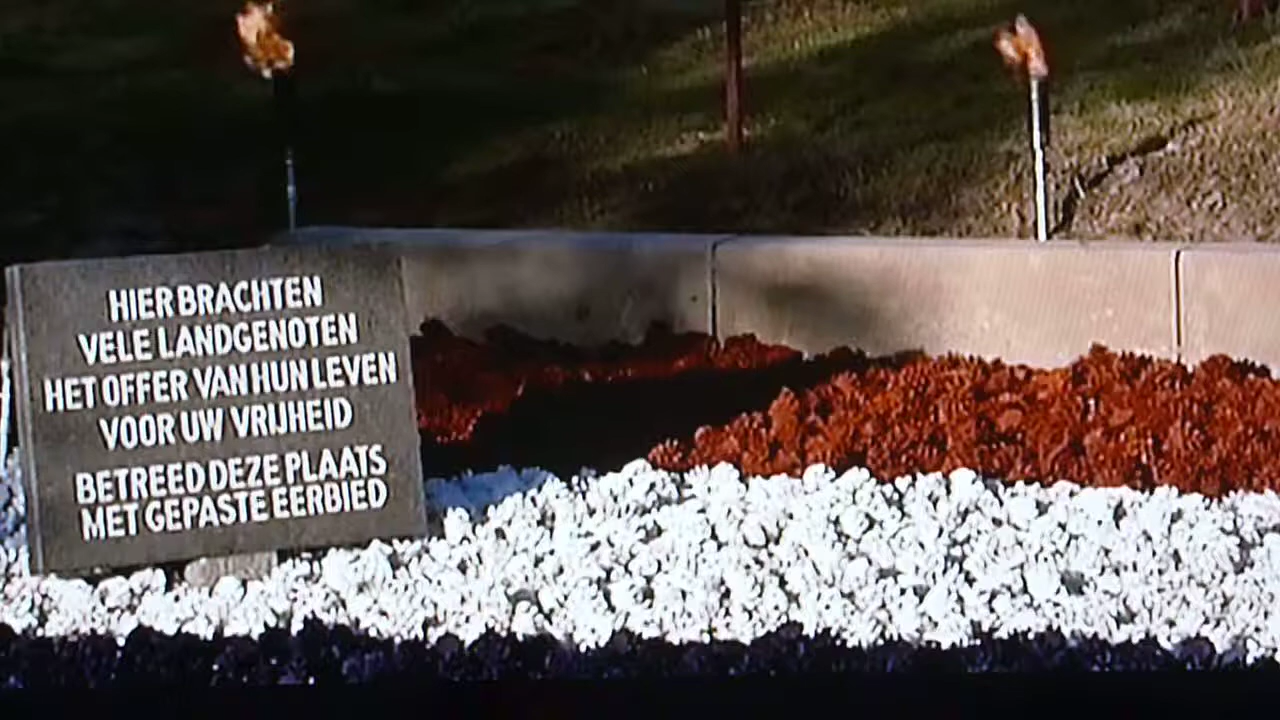 HIER BRACHTEN
VELE LANDGENOTEN
HET OFFER VAN HUN LEVEN
VOOR UW VRIJHEID
BETREED DEZE PLAATS
MET GEPASTE EERBIED